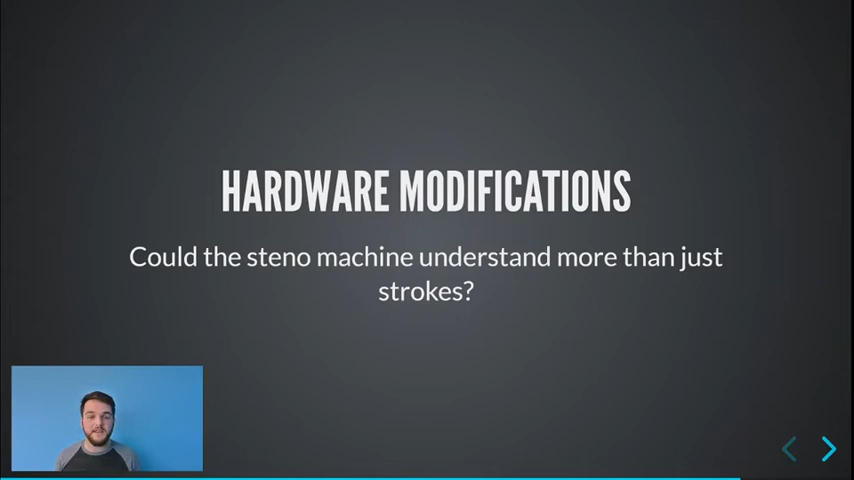 HARDWARE MODIFICATIONS
Could the steno machine understand more than just
strokes?